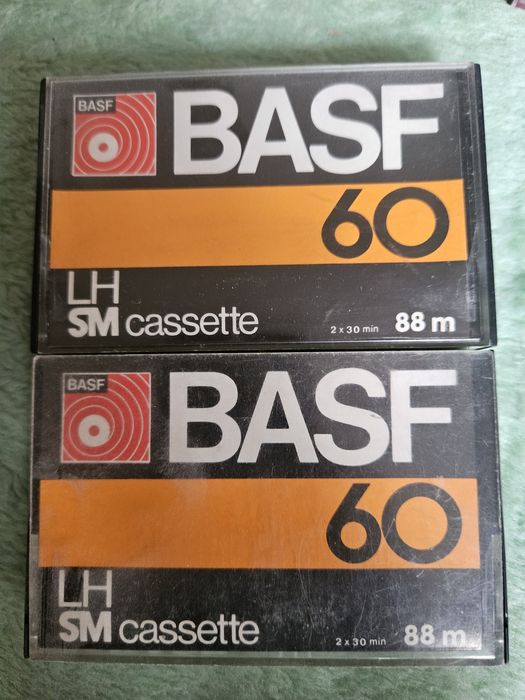 BASF
BASF
60
LH
SM cassette
2 x 30 min 88 m
BASF
BASF
60
LH
SM cassette
2 x 30 min 88 m